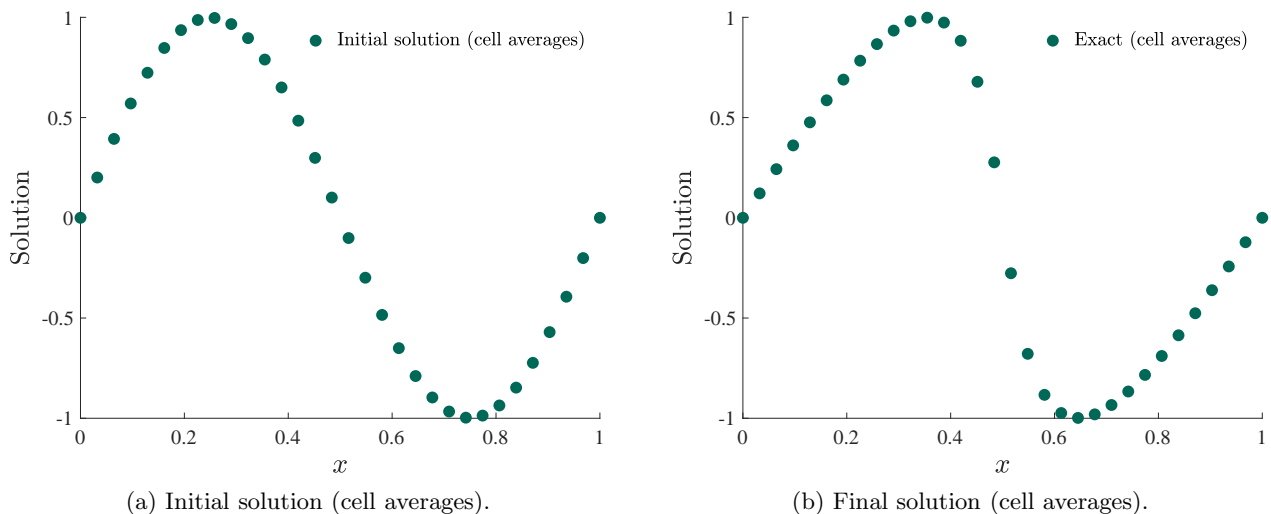 1
0.5
0
-0.5
-1
Solution
Initial solution (cell averages)
0 0.2 0.4 0.6 0.8 1
x
(a) Initial solution (cell averages).
1
0.5
0
-0.5
-1
Solution
Exact (cell averages)
0 0.2 0.4 0.6 0.8 1
x
(b) Final solution (cell averages).